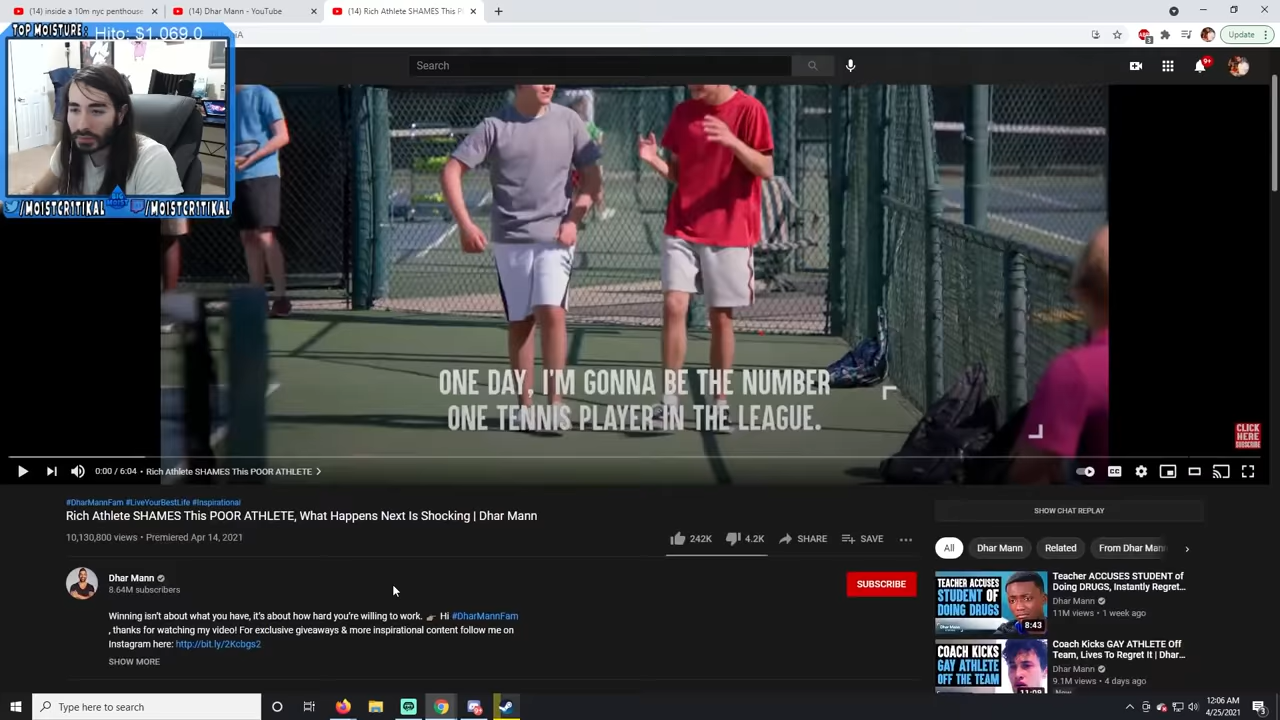 (14) inside a 10m nyc penthouse
(14) Dhar Mann - YouTube
(14) Rich Athlete SHAMES This P
TOP MOISTURE: Hito: $1,069.0
Update
Search
9+
/MOISTCR1TIKAL
BIG MOIST
/MOISTCR1TIKAL
ONE DAY, I'M GONNA BE THE NUMBER
ONE TENNIS PLAYER IN THE LEAGUE.
CLICK
HERE
SUBSCRIBE
0:00 / 6:04 • Rich Athlete SHAMES This POOR ATHLETE
CC
#DharMannFam #LiveYourBestLife #Inspirational
Rich Athlete SHAMES This POOR ATHLETE, What Happens Next Is Shocking | Dhar Mann
10,130,800 views • Premiered Apr 14, 2021
242K
4.2K
SHARE
SAVE
SHOW CHAT REPLAY
All
Dhar Mann
Related
From Dhar Mann
Dhar Mann
8.64M subscribers
SUBSCRIBE
Winning isn't about what you have, it's about how hard you're willing to work. Hi #DharMannFam
, thanks for watching my video! For exclusive giveaways & more inspirational content follow me on
Instagram here: http://bit.ly/2Kcbgs2
SHOW MORE
TEACHER ACCUSES
STUDENT OF
DOING DRUGS
8:43
Teacher ACCUSES STUDENT of
Doing DRUGS, Instantly Regret...
Dhar Mann
11M views • 1 week ago
COACH KICKS
GAY ATHLETE
OFF THE TEAM
11:09
Coach Kicks GAY ATHLETE Off
Team, Lives To Regret It | Dhar...
Dhar Mann
9.1M views • 4 days ago
New
Type here to search
12:06 AM
4/25/2021
3